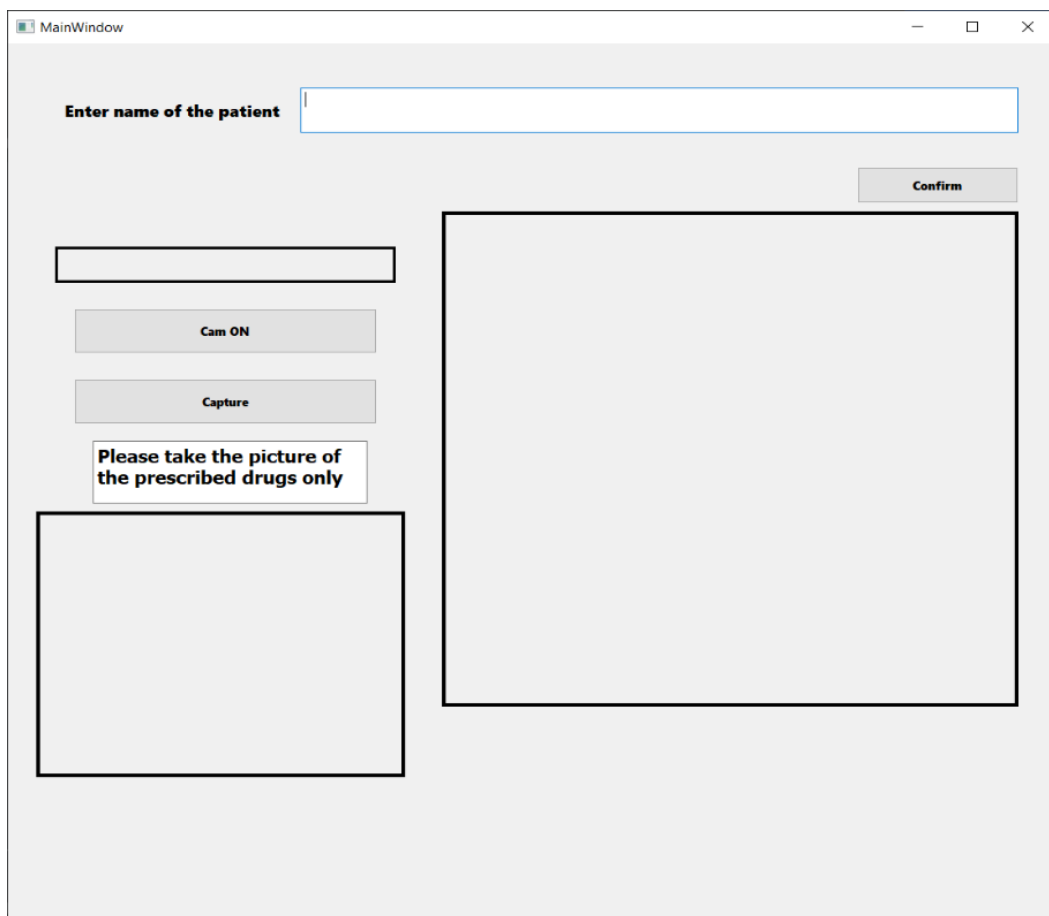 MainWindow
Enter name of the patient
Confirm
Cam ON
Capture
Please take the picture of
the prescribed drugs only